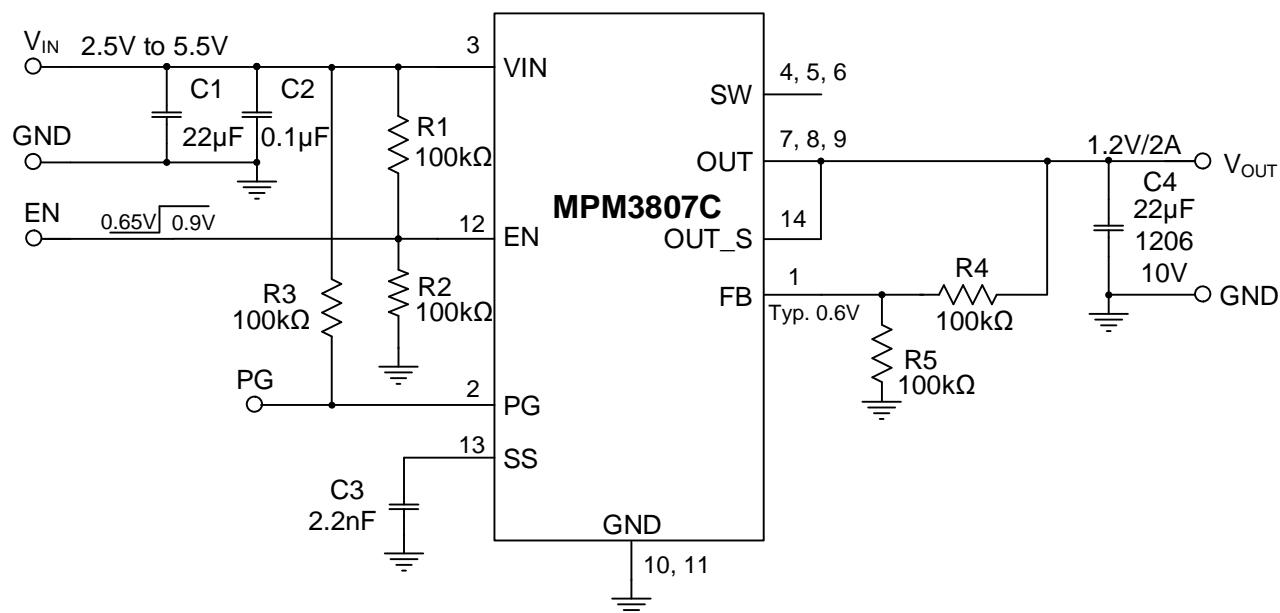 VIN 2.5V to 5.5V
3
VIN
C1
22µF
C2
0.1µF
GND
R1
100kΩ
EN
0.65V 0.9V
12
EN
R2
100kΩ
R3
100kΩ
PG
2
PG
13
SS
C3
2.2nF
MPM3807C
GND
10, 11
SW
4, 5, 6
OUT
7, 8, 9
OUT_S
14
FB
1
Typ. 0.6V
R4
100kΩ
R5
100kΩ
1.2V/2A
VOUT
C4
22µF
1206
10V
GND